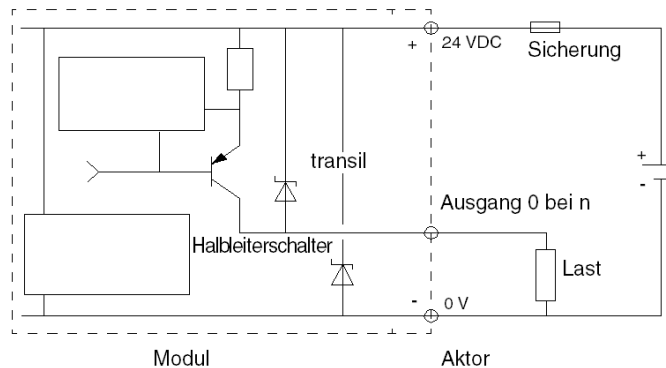 + 24 VDC
Sicherung
transil
+
-
Ausgang 0 bei n
Halbleiterschalter
Last
- 0 V
Modul
Aktor